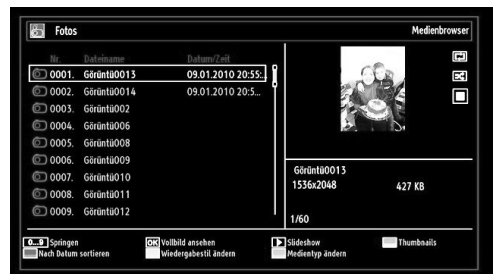 Fotos Medienbrowser
Nr. Dateiname Datum/Zeit
0001. Görüntü0013 09.01.2010 20:55:..
0002. Görüntü0014 09.01.2010 20:5...
0003. Görüntü002
0004. Görüntü006
0005. Görüntü008
0006. Görüntü009
0007. Görüntü010
0008. Görüntü011
0009. Görüntü012
Görüntü0013
1536x2048 427 KB
1/60
0...9 Springen OK Vollbild ansehen Slideshow Thumbnails
Nach Datum sortieren Wiedergabestil ändern Medientyp ändern